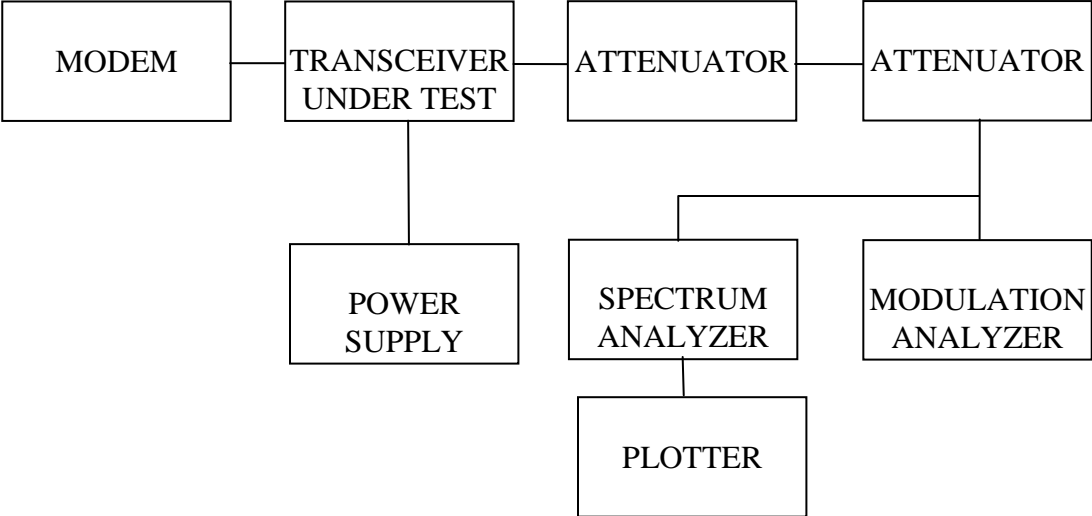 MODEM
TRANSCEIVER
UNDER TEST
ATTENUATOR
ATTENUATOR
POWER
SUPPLY
SPECTRUM
ANALYZER
MODULATION
ANALYZER
PLOTTER